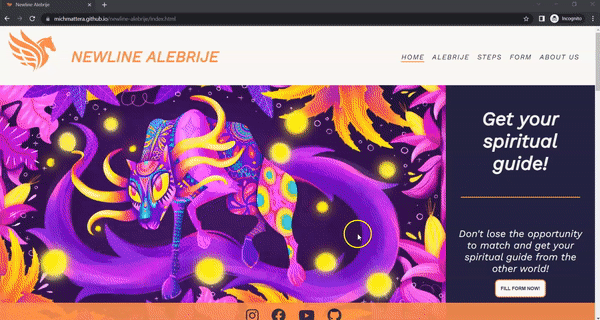 Newline Alebrije
michmattera.github.io/newline-alebrije/index.html
Incognito
NEWLINE ALEBRIJE
HOME ALEBRIJE STEPS FORM ABOUT US
Get your
spiritual
guide!
Don't lose the opportunity
to match and get your
spiritual guide from the
other world!
FILL FORM NOW!